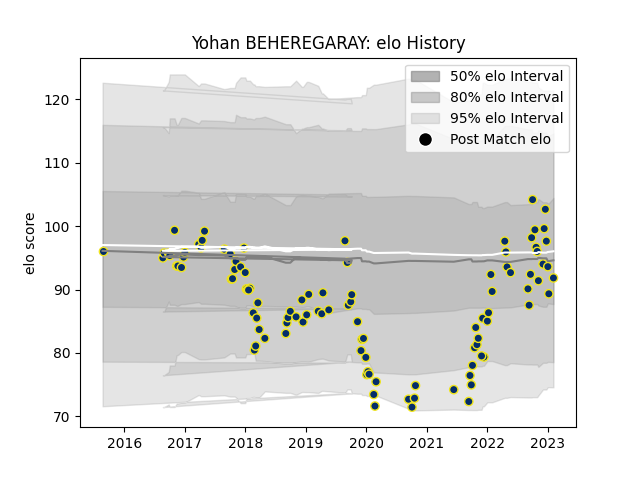 Yohan BEHEREGARAY: elo History
50% elo Interval
80% elo Interval
95% elo Interval
Post Match elo
elo score
120
110
100
90
80
70
2016 2017 2018 2019 2020 2021 2022 2023